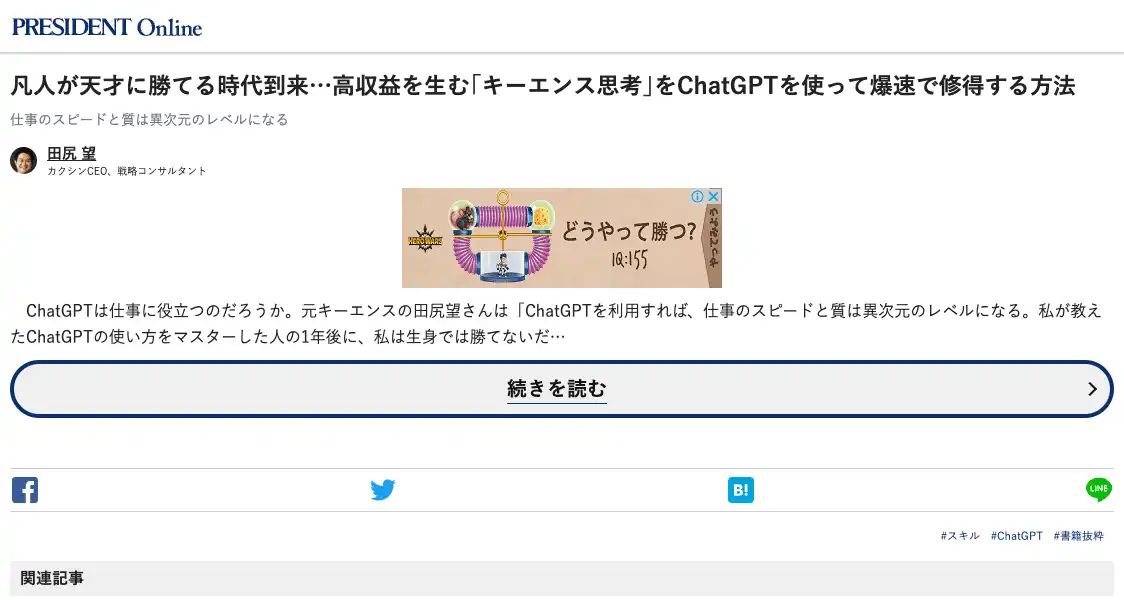 PRESIDENT Online
凡人が天才に勝てる時代到来…高収益を生む｢キーエンス思考｣をChatGPTを使って爆速で修得する方法
仕事のスピードと質は異次元のレベルになる
田尻 望
カクシンCEO、戦略コンサルタント
HERO WARS
どうやって勝つ?
IQ:155
ChatGPTは仕事に役立つのだろうか。元キーエンスの田尻望さんは「ChatGPTを利用すれば、仕事のスピードと質は異次元のレベルになる。私が教え
たChatGPTの使い方をマスターした人の1年後に、私は生身では勝てないだ…
続きを読む
B!
LINE
#スキル #ChatGPT #書籍抜粋
関連記事